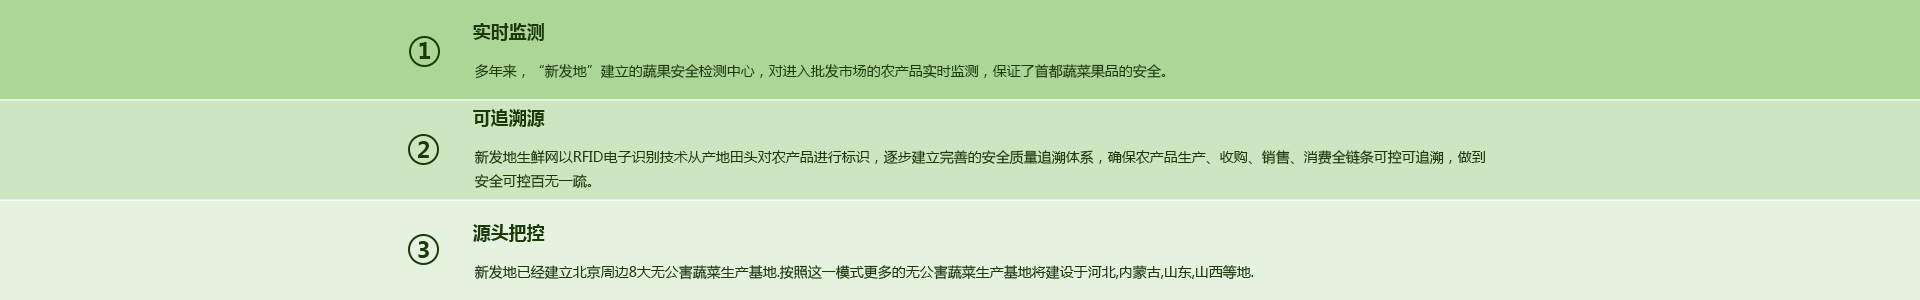 1
实时监测
多年来，“新发地”建立的蔬果安全检测中心，对进入批发市场的农产品实时监测，保证了首都蔬菜果品的安全。
2
可追溯源
新发地生鲜网以RFID电子识别技术从产地田头对农产品进行标识，逐步建立完善的安全质量追溯体系，确保农产品生产、收购、销售、消费全链条可控可追溯，做到
安全可控百无一疏。
3
源头把控
新发地已经建立北京周边8大无公害蔬菜生产基地.按照这一模式更多的无公害蔬菜生产基地将建设于河北,内蒙古,山东,山西等地.